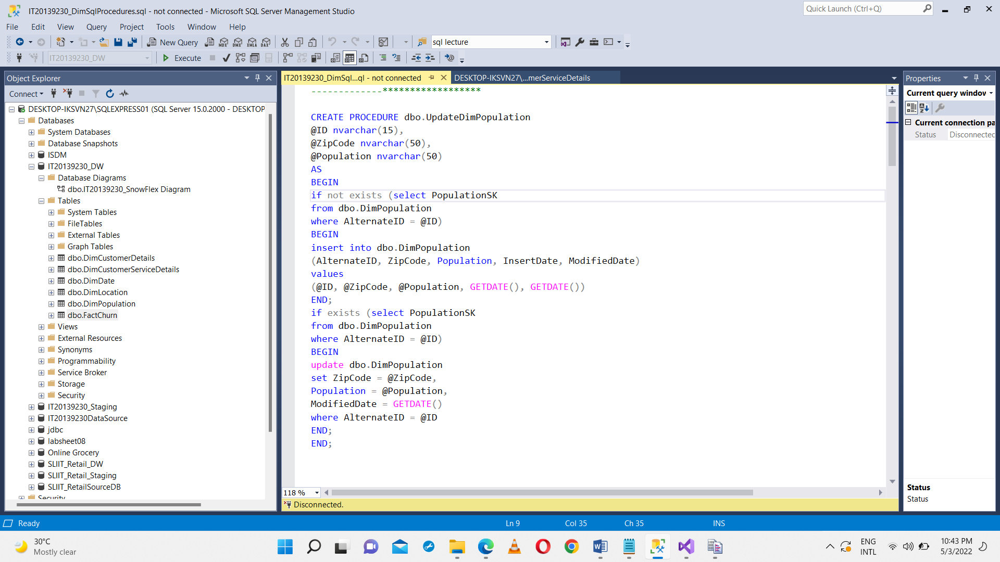 IT20139230_DimSqlProcedures.sql - not connected - Microsoft SQL Server Management Studio
Quick Launch (Ctrl+Q)
File Edit View Query Project Tools Window Help
New Query MDX DMX XMLA DAX sql lecture
IT20139230_DW Execute
Object Explorer
Connect
DESKTOP-IKSVN27\SQLEXPRESS01 (SQL Server 15.0.2000 - DESKTOP
Databases
System Databases
Database Snapshots
ISDM
IT20139230_DW
Database Diagrams
dbo.IT20139230_SnowFlex Diagram
Tables
System Tables
FileTables
External Tables
Graph Tables
dbo.DimCustomerDetails
dbo.DimCustomerServiceDetails
dbo.DimDate
dbo.DimLocation
dbo.DimPopulation
dbo.FactChurn
Views
External Resources
Synonyms
Programmability
Service Broker
Storage
Security
IT20139230_Staging
IT20139230DataSource
jdbc
labsheet08
Online Grocery
SLIIT_Retail_DW
SLIIT_Retail_Staging
SLIIT_RetailSourceDB
Security
IT20139230_DimSql...ql - not connected DESKTOP-IKSVN27\...merServiceDetails
-------------******************
CREATE PROCEDURE dbo.UpdateDimPopulation
@ID nvarchar(15),
@ZipCode nvarchar(50),
@Population nvarchar(50)
AS
BEGIN
if not exists (select PopulationSK
from dbo.DimPopulation
where AlternateID = @ID)
BEGIN
insert into dbo.DimPopulation
(AlternateID, ZipCode, Population, InsertDate, ModifiedDate)
values
(@ID, @ZipCode, @Population, GETDATE(), GETDATE())
END;
if exists (select PopulationSK
from dbo.DimPopulation
where AlternateID = @ID)
BEGIN
update dbo.DimPopulation
set ZipCode = @ZipCode,
Population = @Population,
ModifiedDate = GETDATE()
where AlternateID = @ID
END;
END;
118 %
Disconnected.
Properties
Current query window
Current connection pa
Status Disconnected
Status
Status
Ready Ln 9 Col 35 Ch 35 INS
30°C
Mostly clear
ENG
INTL
10:43 PM
5/3/2022